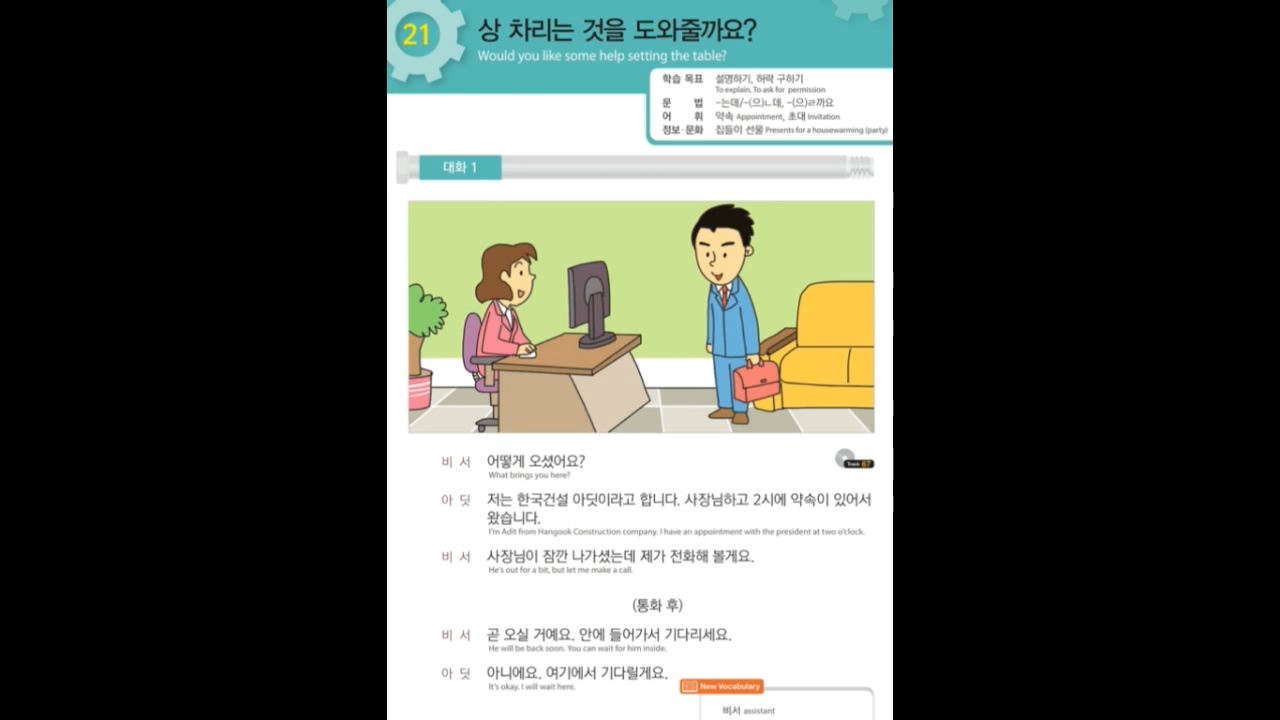 21
상 차리는 것을 도와줄까요?
Would you like some help setting the table?
학습 목표 설명하기, 허락 구하기
To explain, To ask for permission
문 법 -는데/-(으)ㄴ데, -(으)ㄹ까요
어 휘 약속 Appointment, 초대 Invitation
정보·문화 집들이 선물 Presents for a housewarming (party)
대화 1
비 서 어떻게 오셨어요?
What brings you here?
Track 67
아 딧 저는 한국건설 아딧이라고 합니다. 사장님하고 2시에 약속이 있어서
왔습니다.
I'm Adit from Hangook Construction company. I have an appointment with the president at two o'clock.
비 서 사장님이 잠깐 나가셨는데 제가 전화해 볼게요.
He's out for a bit, but let me make a call.
(통화 후)
비 서 곧 오실 거예요. 안에 들어가서 기다리세요.
He will be back soon. You can wait for him inside.
아 딧 아니에요. 여기에서 기다릴게요.
It's okay. I will wait here.
New Vocabulary
비서 assistant